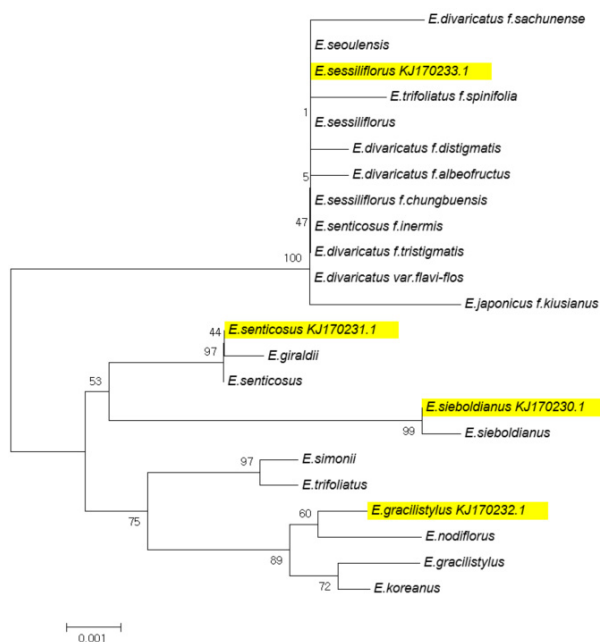 E.divaricatus f.sachunense
E.seoulensis
E.sessiliflorus KJ170233.1
E.trifoliatus f.spinifolia
1
E.sessiliflorus
E.divaricatus f.distigmatis
5
E.divaricatus f.albeofructus
E.sessiliflorus f.chungbuensis
47
E.senticosus f.inermis
E.divaricatus f.tristigmatis
100
E.divaricatus var.flavi-flos
E.japonicus f.kiusianus
44
E.senticosus KJ170231.1
97
E.giraldii
53
E.senticosus
E.sieboldianus KJ170230.1
99
E.sieboldianus
E.simonii
97
E.trifoliatus
75
60
E.gracilistylus KJ170232.1
E.nodiflorus
89
E.gracilistylus
72
E.koreanus
0.001